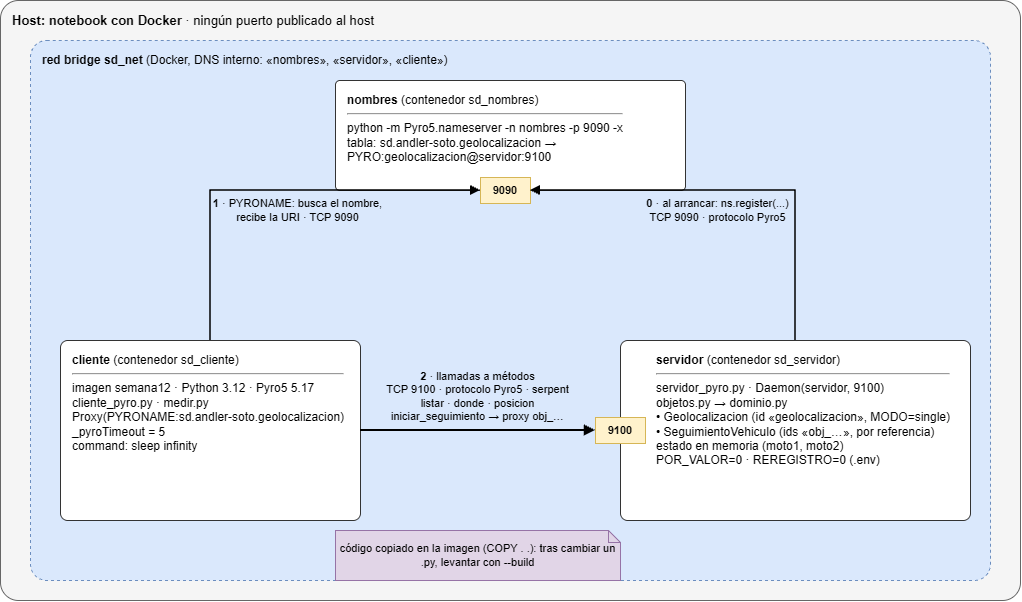 Host: notebook con Docker · ningún puerto publicado al host
red bridge sd_net (Docker, DNS interno: «nombres», «servidor», «cliente»)
nombres (contenedor sd_nombres)
python -m Pyro5.nameserver -n nombres -p 9090 -x
tabla: sd.andler-soto.geolocalizacion →
PYRO:geolocalizacion@servidor:9100
9090
1 · PYRONAME: busca el nombre,
recibe la URI · TCP 9090
0 · al arrancar: ns.register(...)
TCP 9090 · protocolo Pyro5
cliente (contenedor sd_cliente)
imagen semana12 · Python 3.12 · Pyro5 5.17
cliente_pyro.py · medir.py
Proxy(PYRONAME:sd.andler-soto.geolocalizacion)
_pyroTimeout = 5
command: sleep infinity
2 · llamadas a métodos
TCP 9100 · protocolo Pyro5 · serpent
listar · donde · posicion
iniciar_seguimiento → proxy obj_…
9100
servidor (contenedor sd_servidor)
servidor_pyro.py · Daemon(servidor, 9100)
objetos.py → dominio.py
• Geolocalizacion (id «geolocalizacion», MODO=single)
• SeguimientoVehiculo (ids «obj_…», por referencia)
estado en memoria (moto1, moto2)
POR_VALOR=0 · REREGISTRO=0 (.env)
código copiado en la imagen (COPY . .): tras cambiar un
.py, levantar con --build